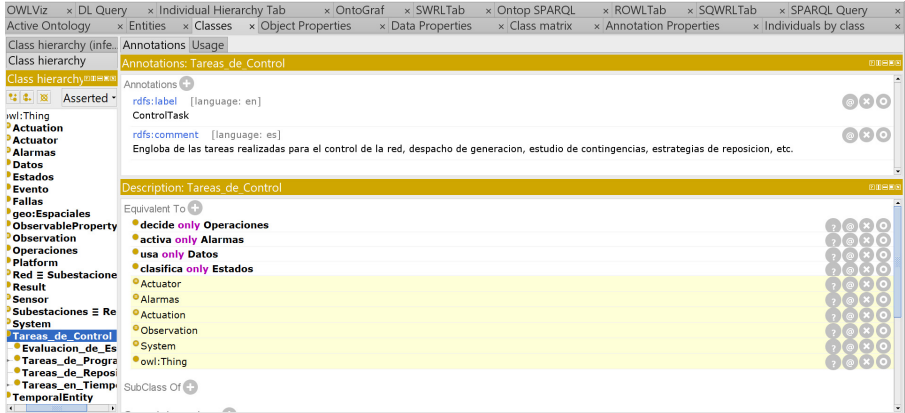 OWLViz × DL Query × Individual Hierarchy Tab × OntoGraf × SWRLTab × Ontop SPARQL × ROWLTab × SQWRLTab × SPARQL Query ×
Active Ontology × Entities × Classes × Object Properties × Data Properties × Class matrix × Annotation Properties × Individuals by class ×
Class hierarchy (infe..
Class hierarchy
Class hierarchy
Asserted
owl:Thing
Actuation
Actuator
Alarmas
Datos
Estados
Evento
Fallas
geo:Espaciales
ObservableProperty
Observation
Operaciones
Platform
Red ≡ Subestacione
Result
Sensor
Subestaciones ≡ Re
System
Tareas_de_Control
Evaluacion_de_Es
Tareas_de_Progra
Tareas_de_Reposi
Tareas_en_Tiemp
TemporalEntity
Annotations Usage
Annotations: Tareas_de_Control
Annotations
rdfs:label [language: en]
ControlTask
rdfs:comment [language: es]
Engloba de las tareas realizadas para el control de la red, despacho de generacion, estudio de contingencias, estrategias de reposicion, etc.
Description: Tareas_de_Control
Equivalent To
decide only Operaciones
activa only Alarmas
usa only Datos
clasifica only Estados
Actuator
Alarmas
Actuation
Observation
System
owl:Thing
SubClass Of